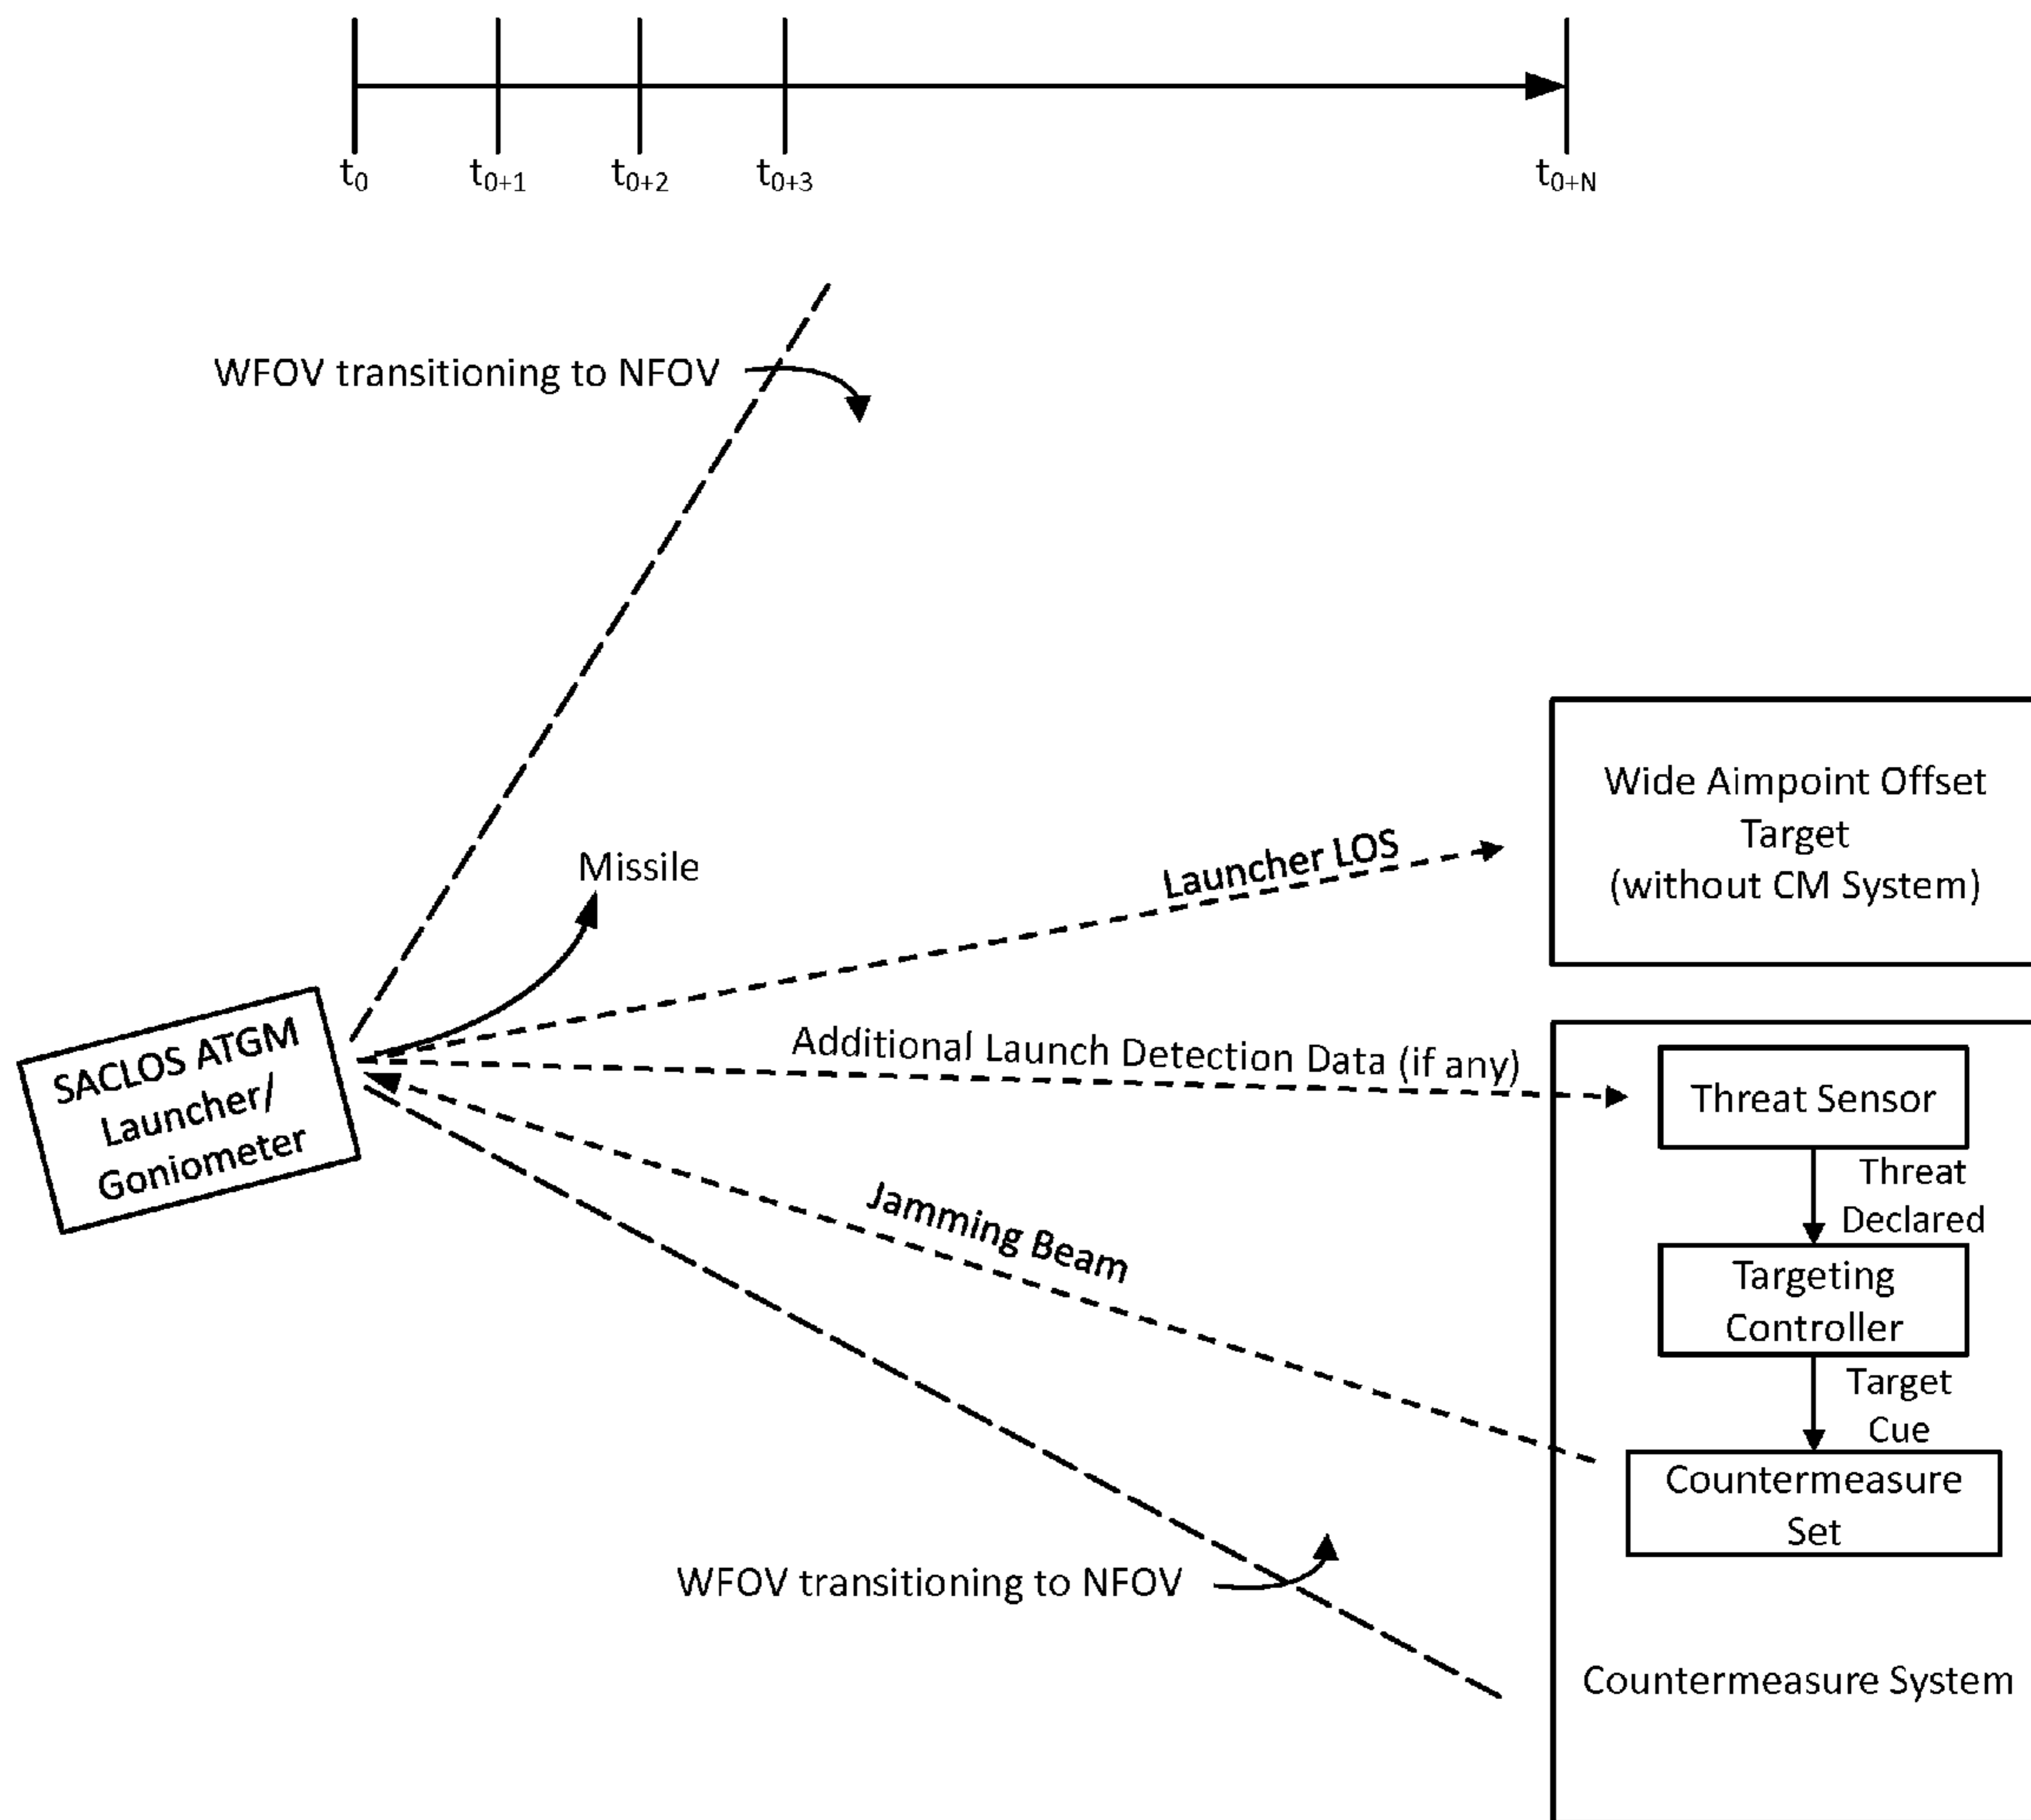 t0
t0+1
t0+2
t0+3
t0+N
WFOV transitioning to NFOV
Missile
Launcher LOS
Wide Aimpoint Offset
Target
(without CM System)
SACLOS ATGM
Launcher/
Goniometer
Additional Launch Detection Data (if any)
Jamming Beam
WFOV transitioning to NFOV
Threat Sensor
Threat
Declared
Targeting
Controller
Target
Cue
Countermeasure
Set
Countermeasure System